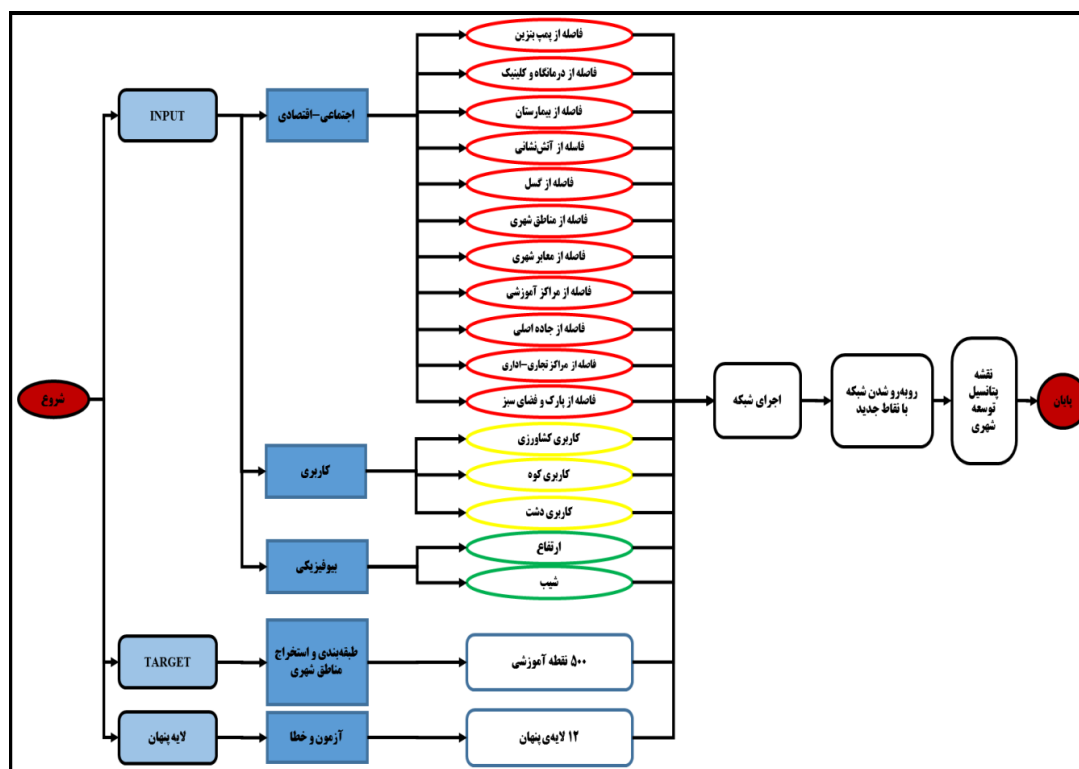 شروع
INPUT
اجتماعی-اقتصادی
فاصله از پمپ بنزین
فاصله از درمانگاه و کلینیک
فاصله از بیمارستان
فاسله از آتش‌نشانی
فاصله از گسل
فاصله از مناطق شهری
فاصله از معابر شهری
فاصله از مراکز آموزشی
فاصله از جاده اصلی
فاصله از مراکز تجاری-اداری
فاصله از پارک و فضای سبز
کاربری
کاربری کشاورزی
کاربری کوه
کاربری دشت
بیوفیزیکی
ارتفاع
شیب
TARGET
طبقه‌بندی و استخراج
مناطق شهری
۵۰۰ نقطه آموزشی
لایه پنهان
آزمون و خطا
۱۲ لایه‌ی پنهان
اجرای شبکه
روبه‌رو شدن شبکه
با نقاط جدید
نقشه
پتانسیل
توسعه
شهری
پایان